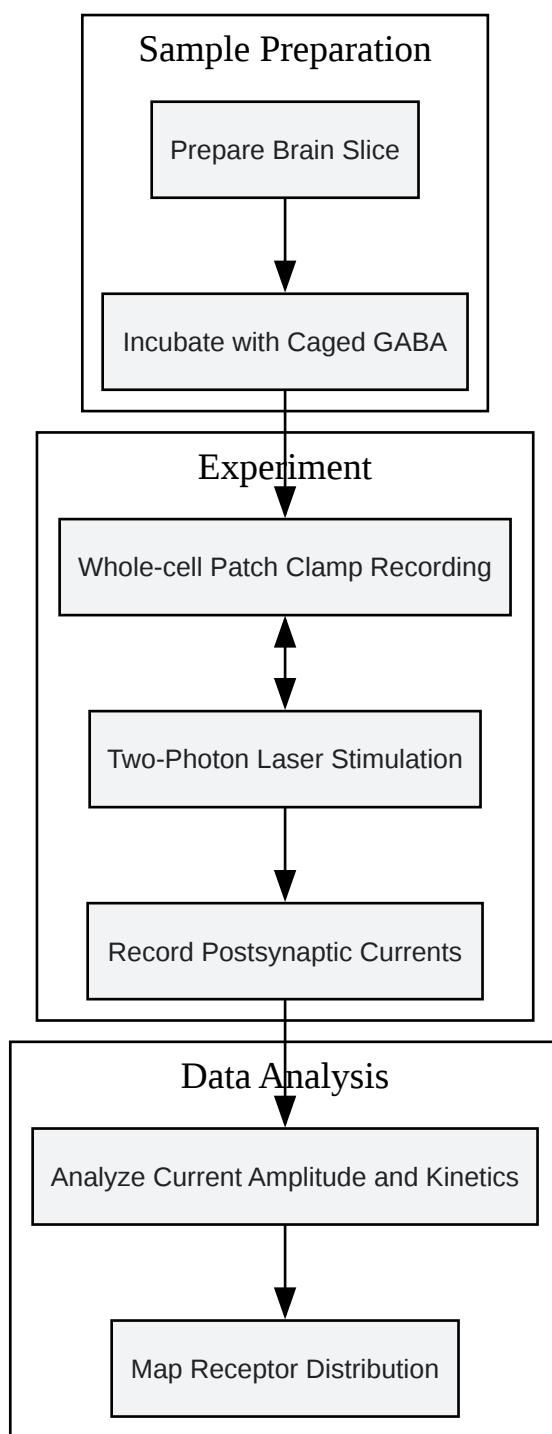 Sample Preparation
Prepare Brain Slice
Incubate with Caged GABA
Experiment
Whole-cell Patch Clamp Recording
Two-Photon Laser Stimulation
Record Postsynaptic Currents
Data Analysis
Analyze Current Amplitude and Kinetics
Map Receptor Distribution